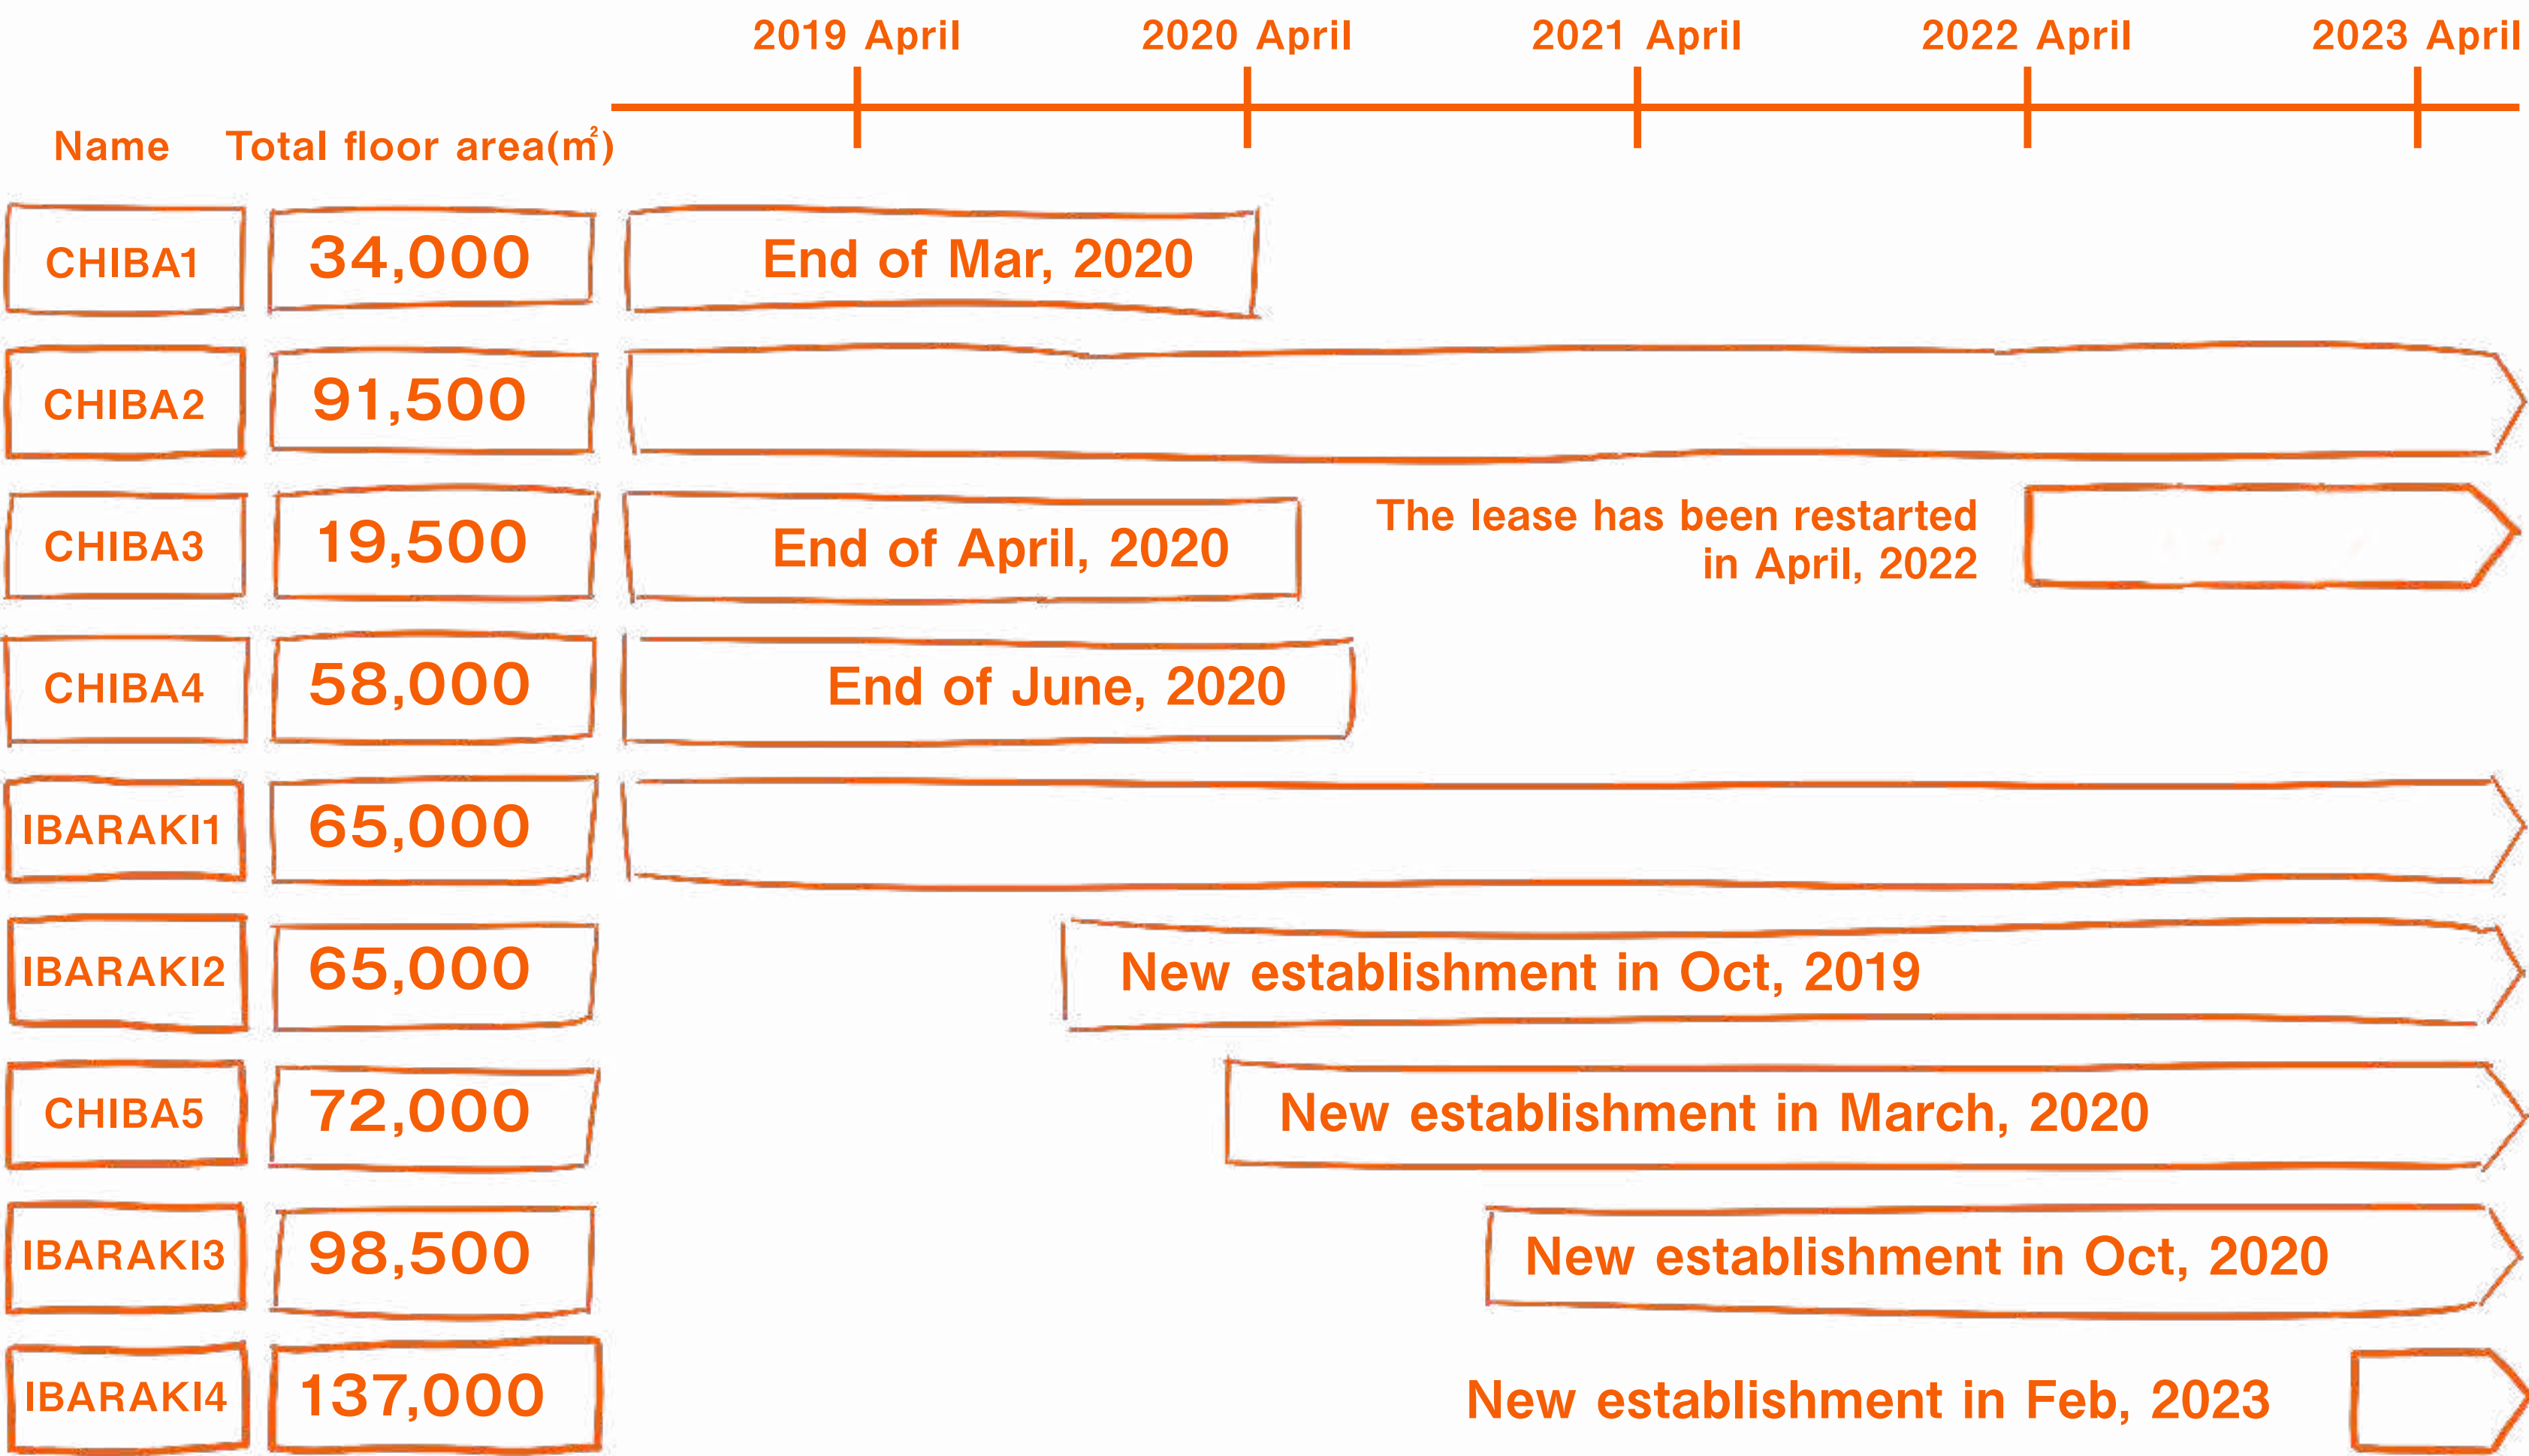 2019 April 2020 April 2021 April 2022 April 2023 April
Name Total floor area(㎡)
CHIBA1 34,000 End of Mar, 2020
CHIBA2 91,500
CHIBA3 19,500 End of April, 2020 The lease has been restarted
in April, 2022
CHIBA4 58,000 End of June, 2020
IBARAKI1 65,000
IBARAKI2 65,000 New establishment in Oct, 2019
CHIBA5 72,000 New establishment in March, 2020
IBARAKI3 98,500 New establishment in Oct, 2020
IBARAKI4 137,000 New establishment in Feb, 2023